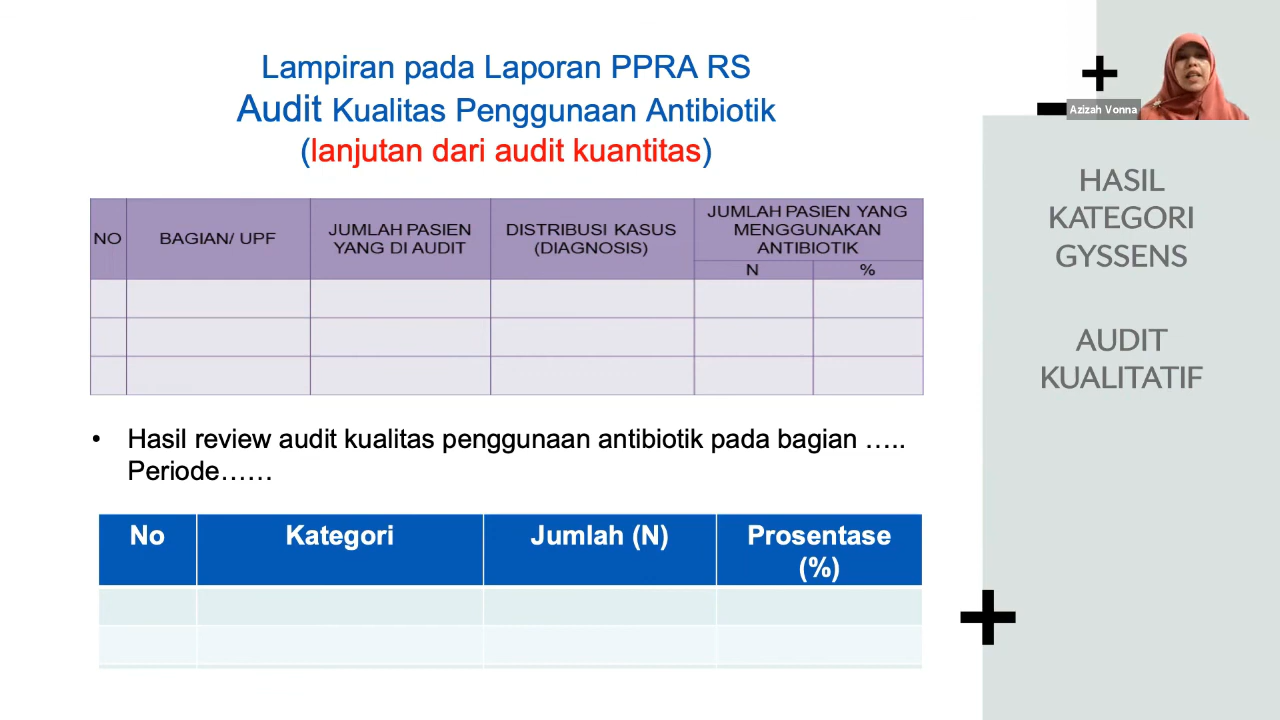 Lampiran pada Laporan PPRA RS
Audit Kualitas Penggunaan Antibiotik
(lanjutan dari audit kuantitas)
Azizah Vonna
HASIL
KATEGORI
GYSSENS
AUDIT
KUALITATIF
NO
BAGIAN/ UPF
JUMLAH PASIEN
YANG DI AUDIT
DISTRIBUSI KASUS
(DIAGNOSIS)
JUMLAH PASIEN YANG
MENGGUNAKAN
ANTIBIOTIK
N
%
• Hasil review audit kualitas penggunaan antibiotik pada bagian …..
Periode……
No
Kategori
Jumlah (N)
Prosentase
(%)